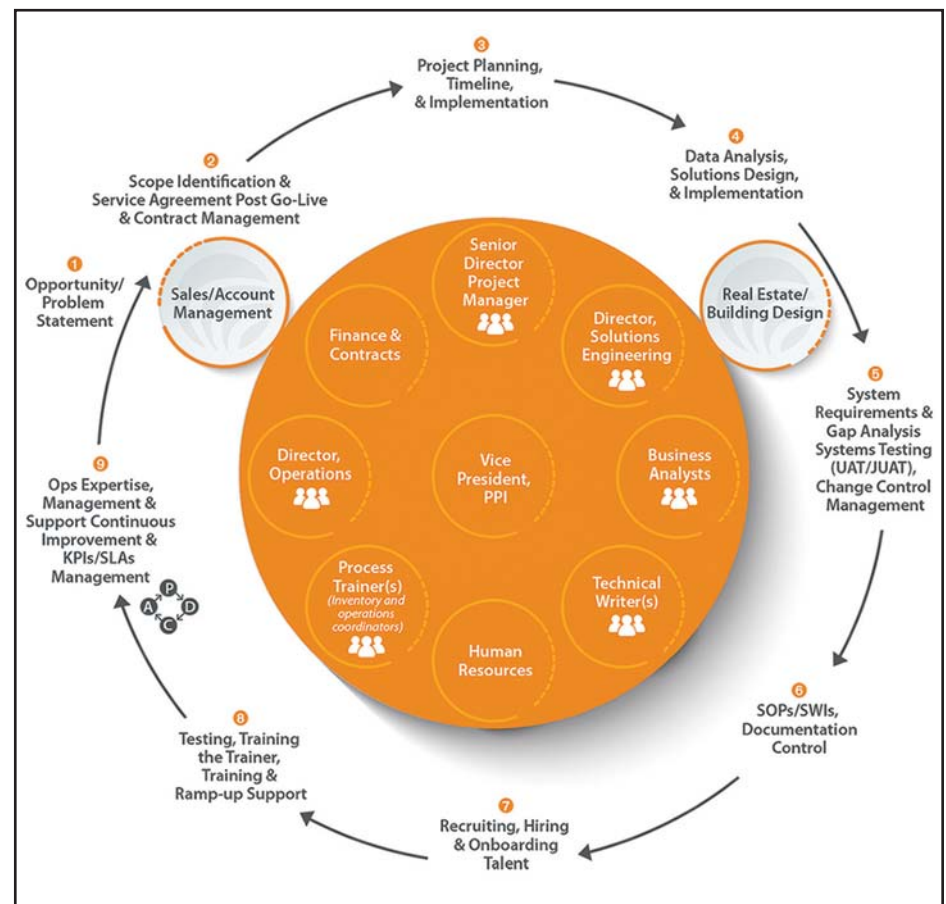 3
Project Planning,
Timeline,
& Implementation
4
Data Analysis,
Solutions Design,
& Implementation
2
Scope Identification &
Service Agreement Post Go-Live
& Contract Management
1
Opportunity/
Problem
Statement
Sales/Account
Management
Senior
Director
Project
Manager
Real Estate/
Building Design
Finance &
Contracts
Director,
Solutions
Engineering
5
System
Requirements &
Gap Analysis
Systems Testing
(UAT/JUAT),
Change Control
Management
9
Ops Expertise,
Management &
Support Continuous
Improvement &
KPIs/SLAs
Management
Director,
Operations
Vice
President,
PPI
Business
Analysts
P
A
D
C
Process
Trainer(s)
(Inventory and
operations
coordinators)
Technical
Writer(s)
Human
Resources
6
SOPs/SWIs,
Documentation
Control
8
Testing, Training
the Trainer,
Training &
Ramp-up Support
7
Recruiting, Hiring
& Onboarding
Talent